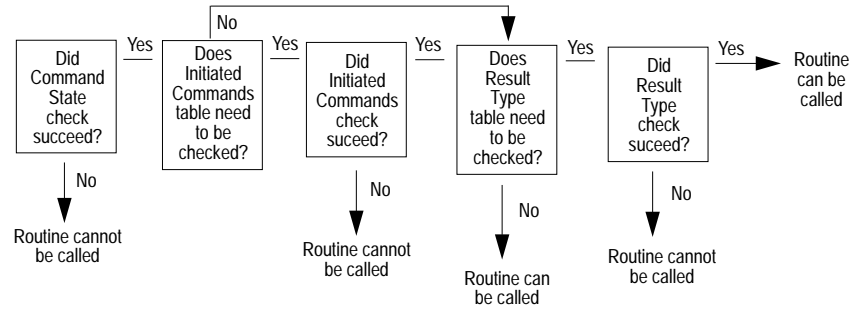 No
Did
Command
State
check
succeed?
Yes
Does
Initiated
Commands
table need
to be
checked?
Yes
Did
Initiated
Commands
check
suceed?
Yes
Does
Result
Type
table need
to be
checked?
Yes
Did
Result
Type
check
suceed?
Yes
Routine
can be
called
No
Routine cannot
be called
No
Routine cannot
be called
No
Routine can
be called
No
Routine cannot
be called